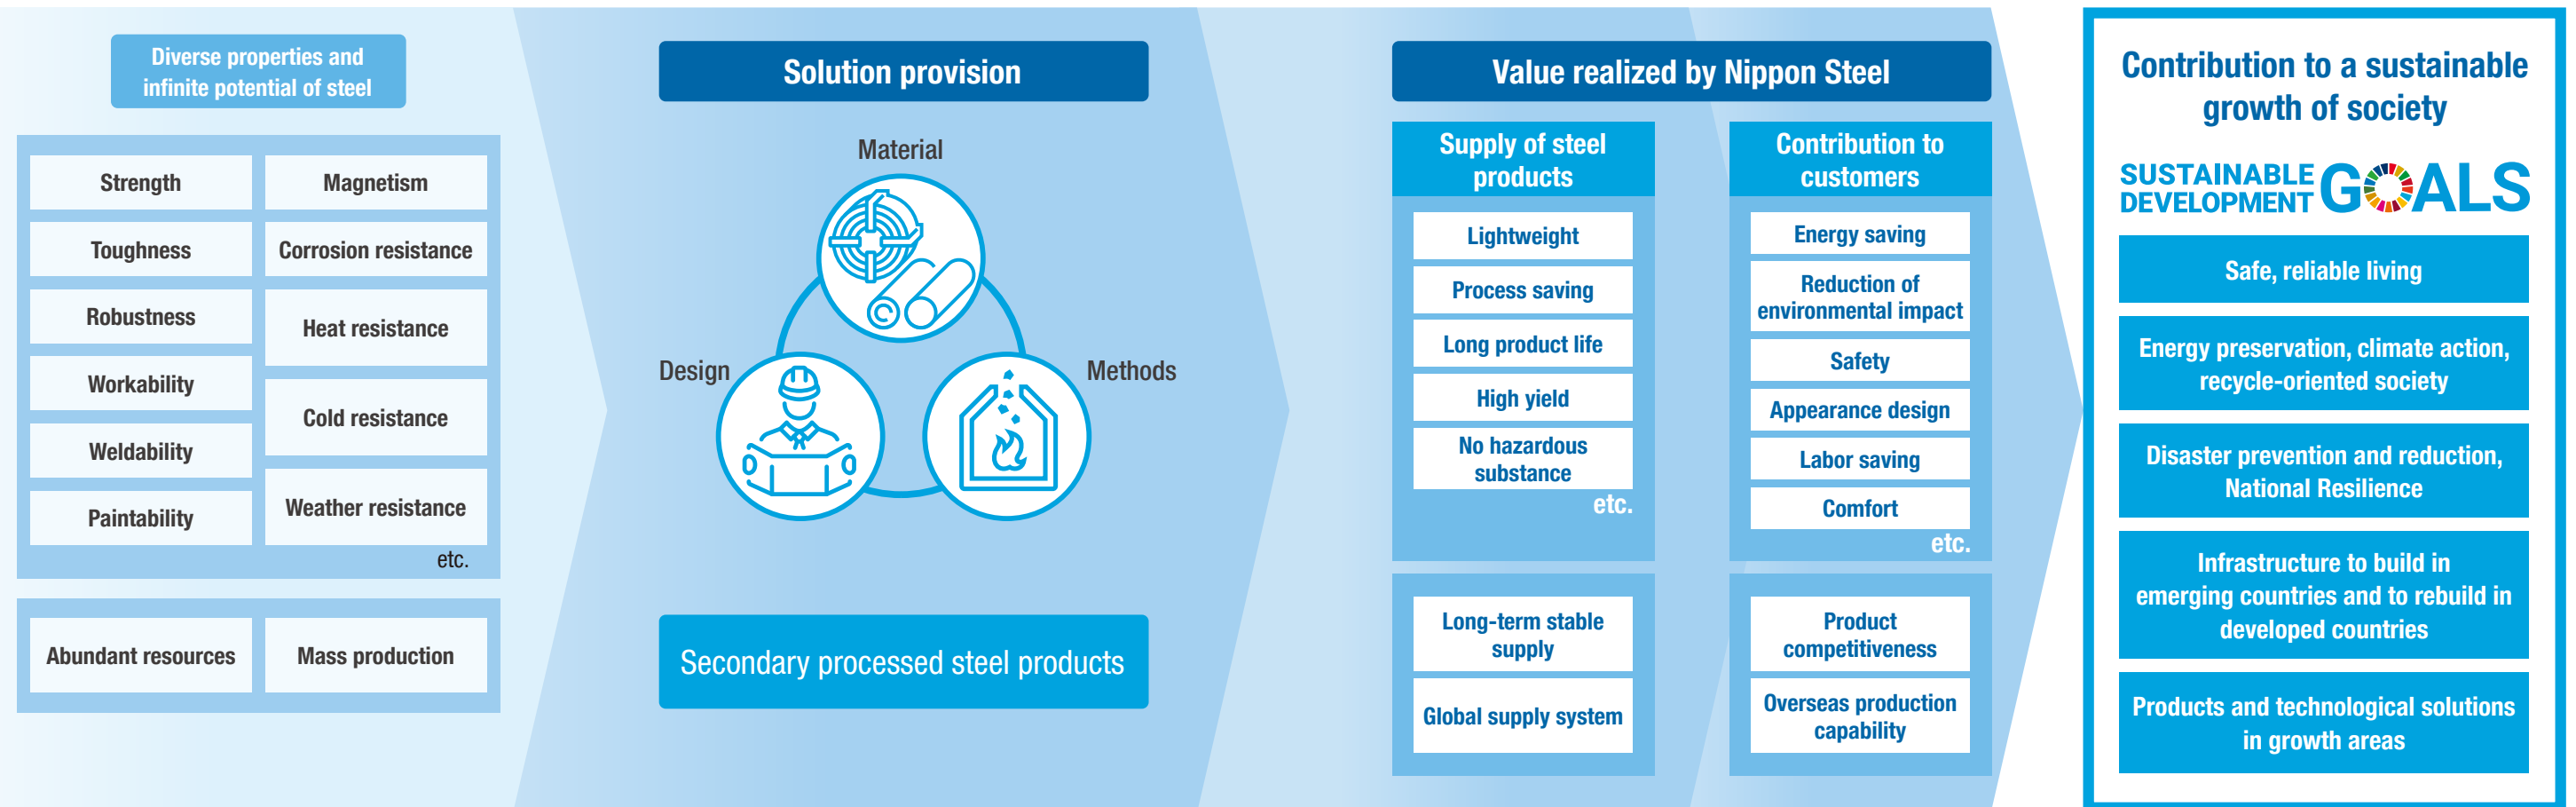 Diverse properties and
infinite potential of steel
Strength
Toughness
Robustness
Workability
Weldability
Paintability
Magnetism
Corrosion resistance
Heat resistance
Cold resistance
Weather resistance
etc.
Abundant resources
Mass production
Solution provision
Material
Design
Methods
Secondary processed steel products
Value realized by Nippon Steel
Supply of steel
products
Lightweight
Process saving
Long product life
High yield
No hazardous
substance
etc.
Long-term stable
supply
Global supply system
Contribution to
customers
Energy saving
Reduction of
environmental impact
Safety
Appearance design
Labor saving
Comfort
etc.
Product
competitiveness
Overseas production
capability
Contribution to a sustainable
growth of society
SUSTAINABLE
DEVELOPMENT
GOALS
Safe, reliable living
Energy preservation, climate action,
recycle-oriented society
Disaster prevention and reduction,
National Resilience
Infrastructure to build in
emerging countries and to rebuild in
developed countries
Products and technological solutions
in growth areas